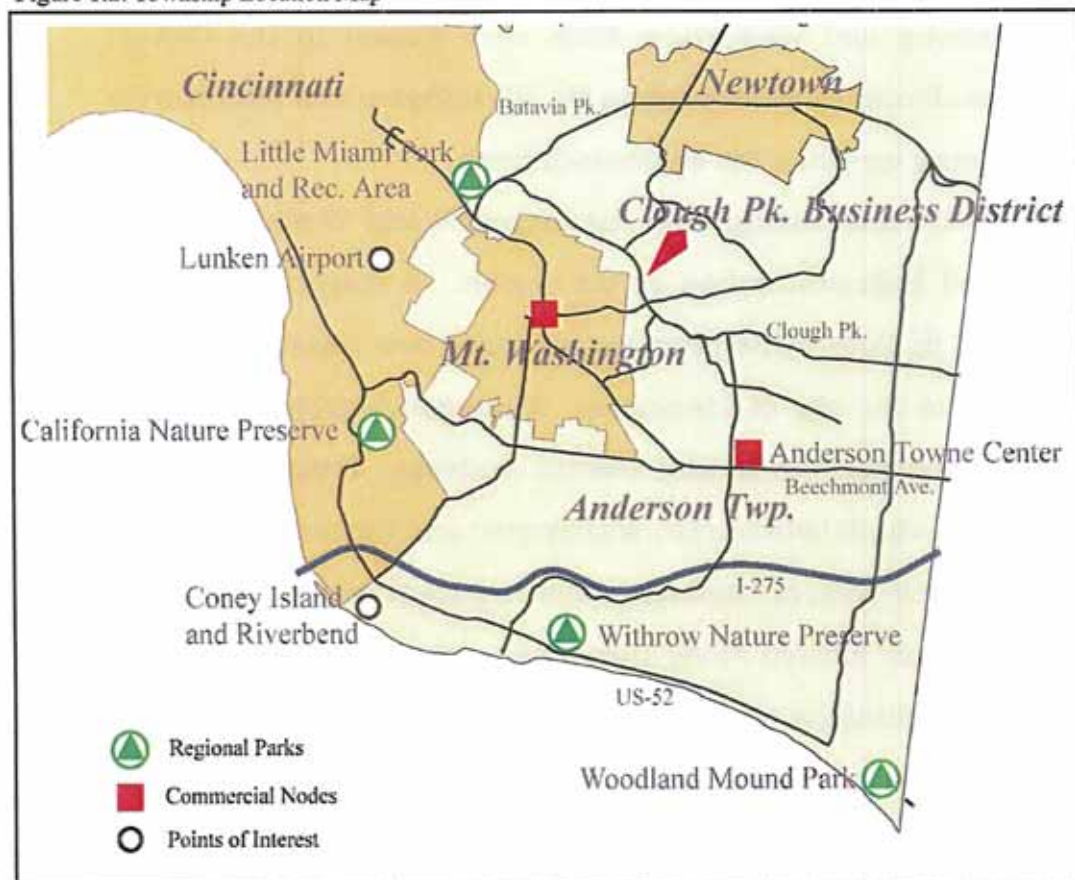 Cincinnati
Newtown
Batavia Pk.
Little Miami Park
and Rec. Area
Clough Pk. Business District
Lunken Airport
Clough Pk.
Mt. Washington
California Nature Preserve
Anderson Towne Center
Beechmont Ave.
Anderson Twp.
I-275
Coney Island
and Riverbend
Withrow Nature Preserve
US-52
Regional Parks
Woodland Mound Park
Commercial Nodes
Points of Interest